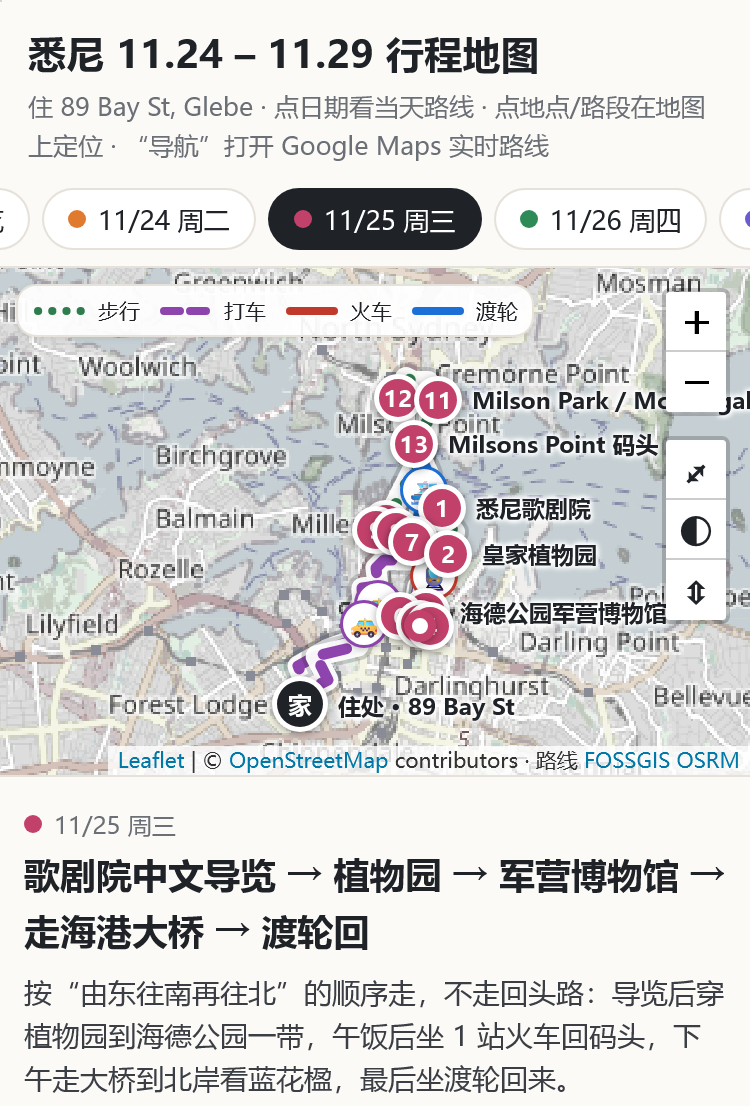 悉尼 11.24 – 11.29 行程地图
住 89 Bay St, Glebe · 点日期看当天路线 · 点地点/路段在地图
上定位 · “导航”打开 Google Maps 实时路线
11/24 周二
11/25 周三
11/26 周四
Greenwich
Mosman
步行
打车
火车
渡轮
North Sydney
+
Woolwich
Cremorne Point
−
12
11
Milson Park / Mc
13
Milsons Point 码头
Birchgrove
nmoyne
1
悉尼歌剧院
Balmain
Mille
7
2
皇家植物园
Rozelle
海德公园军营博物馆
Lilyfield
Darling Point
Darlinghurst
Forest Lodge
家
住处 · 89 Bay St
Bellevue
Leaflet | © OpenStreetMap contributors · 路线 FOSSGIS OSRM
11/25 周三
歌剧院中文导览 → 植物园 → 军营博物馆 →
走海港大桥 → 渡轮回
按“由东往南再往北”的顺序走，不走回头路：导览后穿
植物园到海德公园一带，午饭后坐 1 站火车回码头，下
午走大桥到北岸看蓝花楹，最后坐渡轮回来。